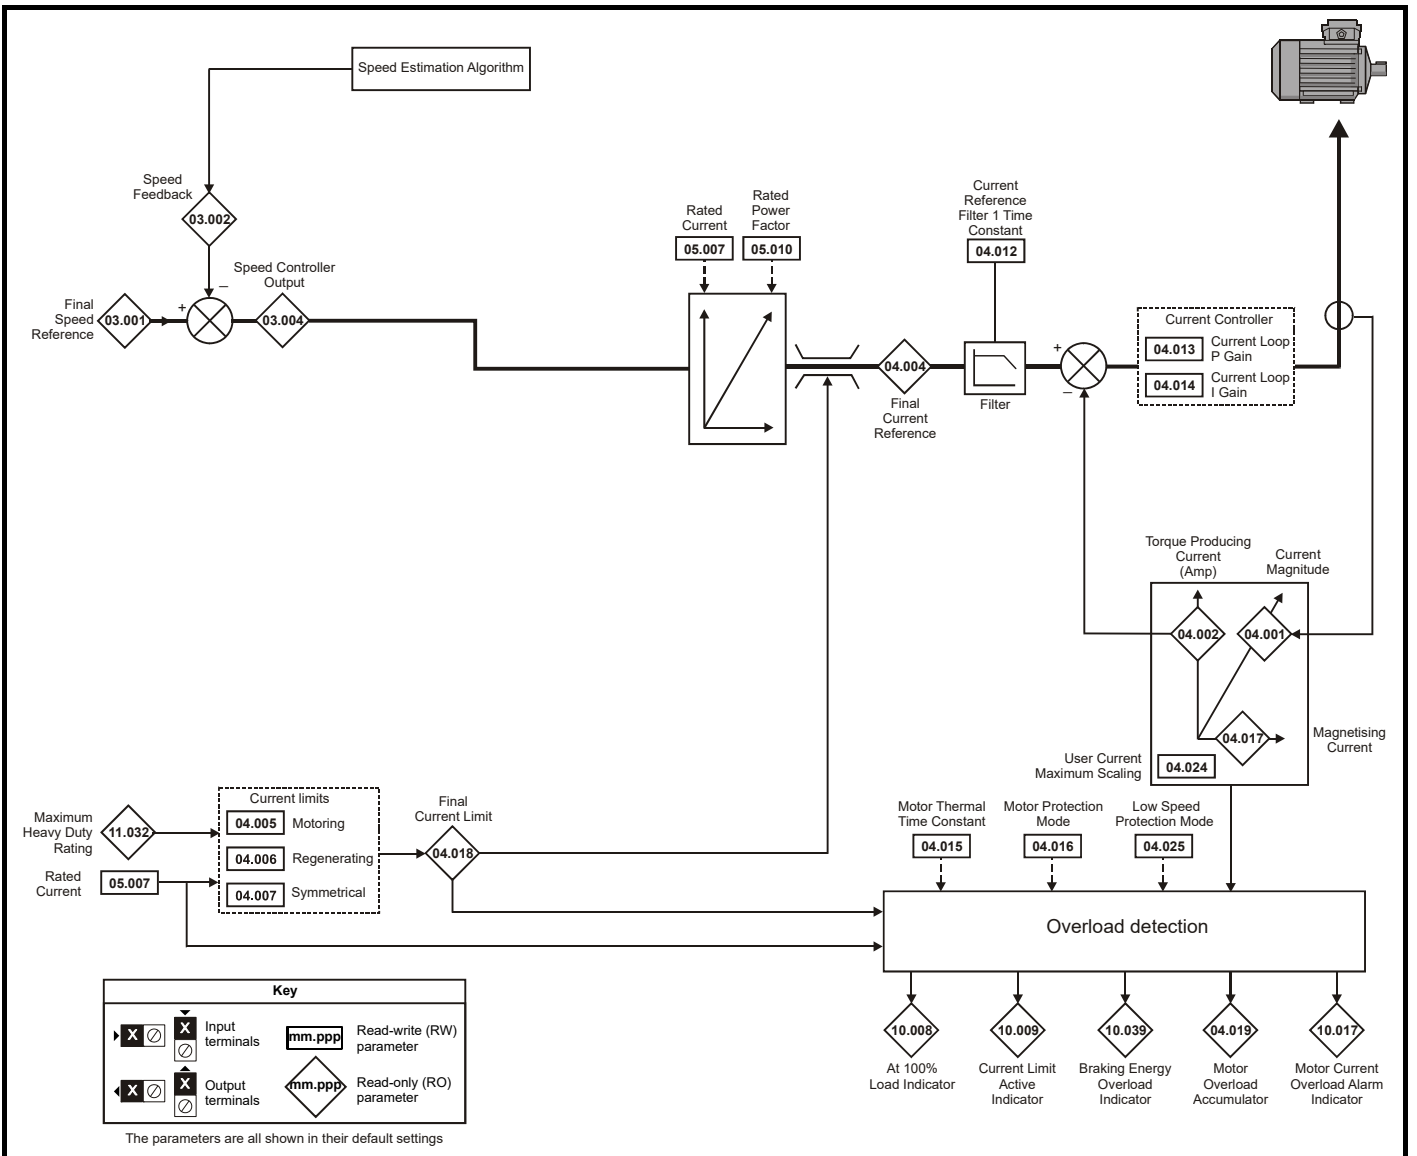 Speed Estimation Algorithm
Speed
Feedback
03.002
–
Speed Controller
Output
Final
Speed
Reference
03.001
+
03.004
Rated
Current
05.007
Rated
Power
Factor
05.010
Current
Reference
Filter 1 Time
Constant
04.012
04.004
Final
Current
Reference
Filter
+
–
Current Controller
04.013
Current Loop
P Gain
04.014
Current Loop
I Gain
Torque Producing
Current
(Amp)
Current
Magnitude
04.002
04.001
04.017
Magnetising
Current
User Current
Maximum Scaling
04.024
Maximum
Heavy Duty
Rating
11.032
Rated
Current
05.007
Current limits
04.005 Motoring
04.006 Regenerating
04.007 Symmetrical
Final
Current Limit
04.018
Motor Thermal
Time Constant
04.015
Motor Protection
Mode
04.016
Low Speed
Protection Mode
04.025
Overload detection
10.008
At 100%
Load Indicator
10.009
Current Limit
Active
Indicator
10.039
Braking Energy
Overload
Indicator
04.019
Motor
Overload
Accumulator
10.017
Motor Current
Overload Alarm
Indicator
Key
X
X
Input
terminals
mm.ppp
Read-write (RW)
parameter
X
X
Output
terminals
mm.ppp
Read-only (RO)
parameter
The parameters are all shown in their default settings